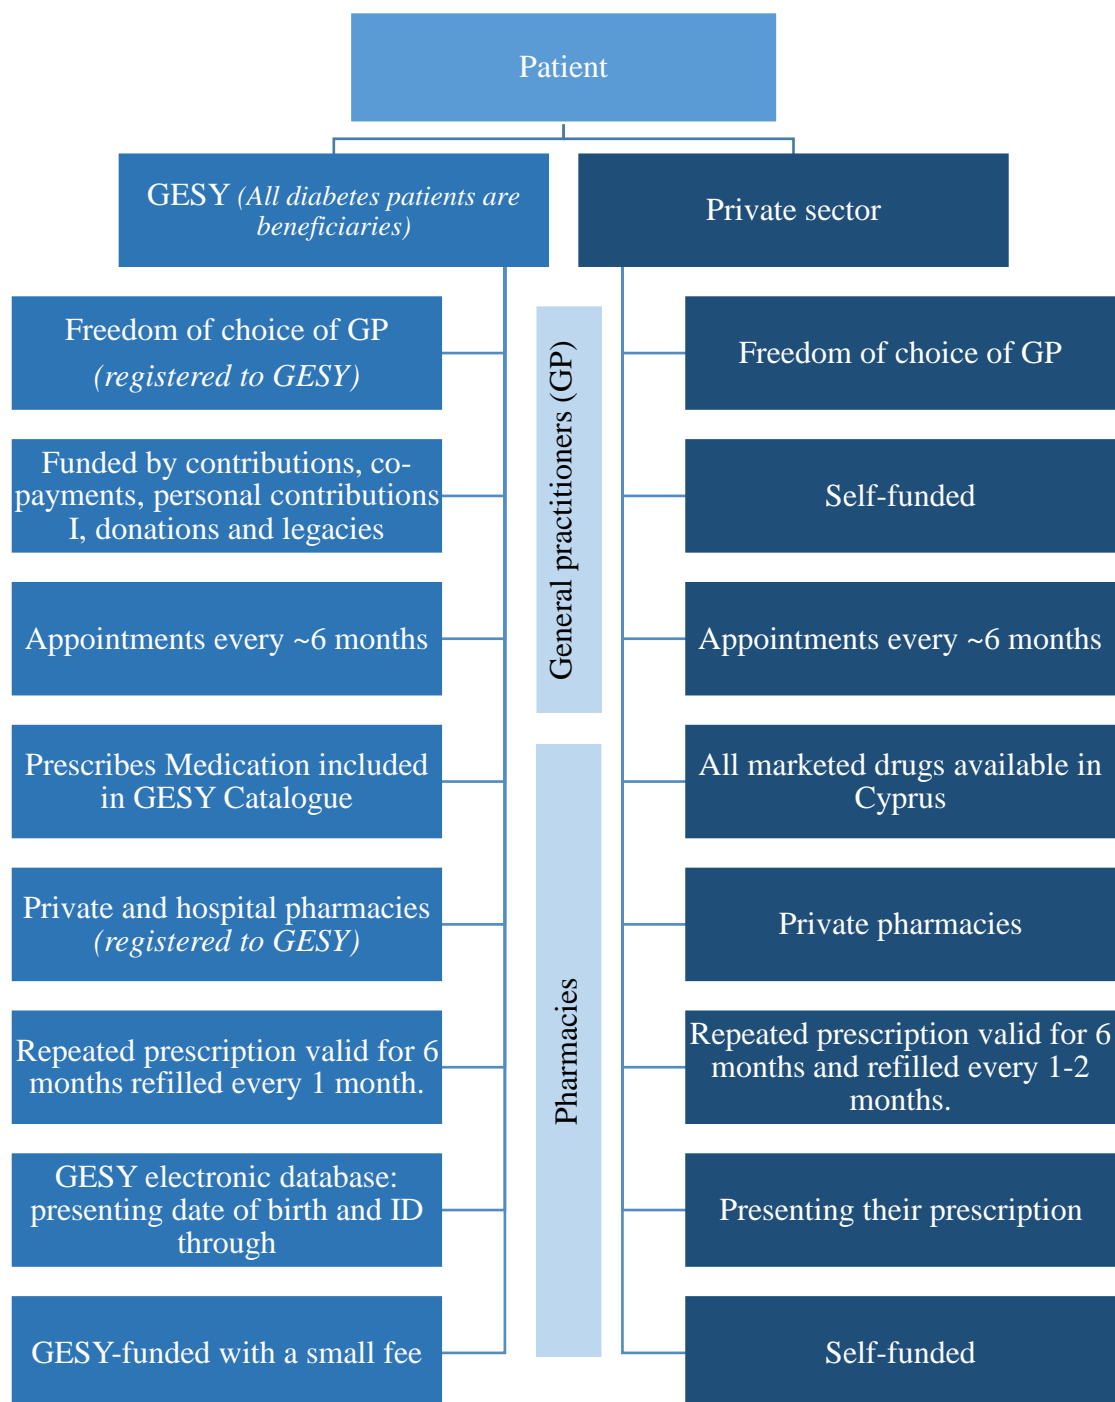 Patient
GESY (All diabetes patients are
beneficiaries)
Private sector
General practitioners (GP)
Pharmacies
Freedom of choice of GP
(registered to GESY)
Freedom of choice of GP
Funded by contributions, co-
payments, personal contributions
I, donations and legacies
Self-funded
Appointments every ~6 months
Appointments every ~6 months
Prescribes Medication included
in GESY Catalogue
All marketed drugs available in
Cyprus
Private and hospital pharmacies
(registered to GESY)
Private pharmacies
Repeated prescription valid for 6
months refilled every 1 month.
Repeated prescription valid for 6
months and refilled every 1-2
months.
GESY electronic database:
presenting date of birth and ID
through
Presenting their prescription
GESY-funded with a small fee
Self-funded